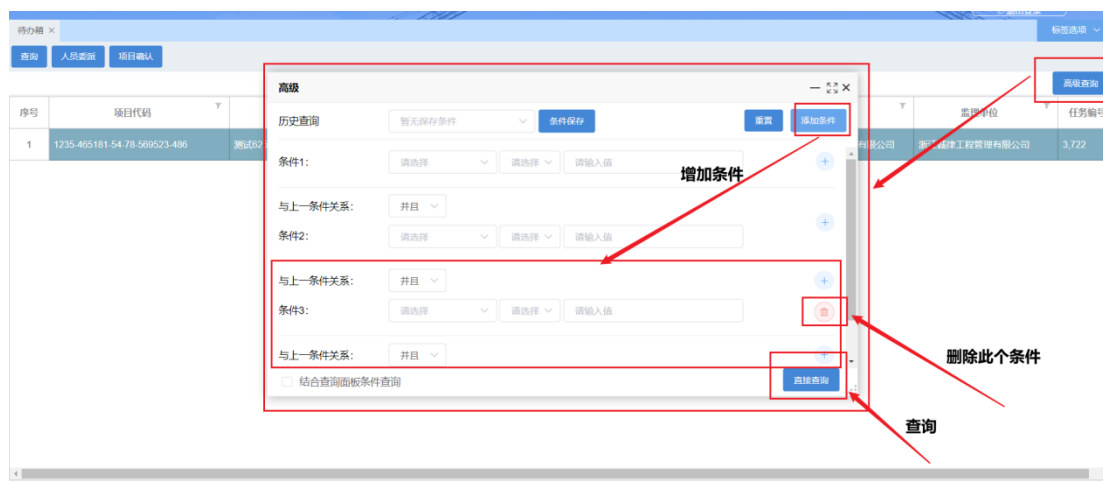 待办箱 ×
标签选项
查询 人员委派 项目确认
高级查询
高级
序号 项目代码 监理单位 任务编号
历史查询 暂无保存条件 条件保存 重置 添加条件
1 1235-465181-54-78-569523-486 测试62 有限公司 工程管理有限公司 3,722
条件1: 请选择 请选择 请输入值
增加条件
与上一条件关系: 并且
条件2: 请选择 请选择 请输入值
与上一条件关系: 并且
条件3: 请选择 请选择 请输入值
与上一条件关系: 并且
删除此个条件
结合查询面板条件查询 直接查询
查询